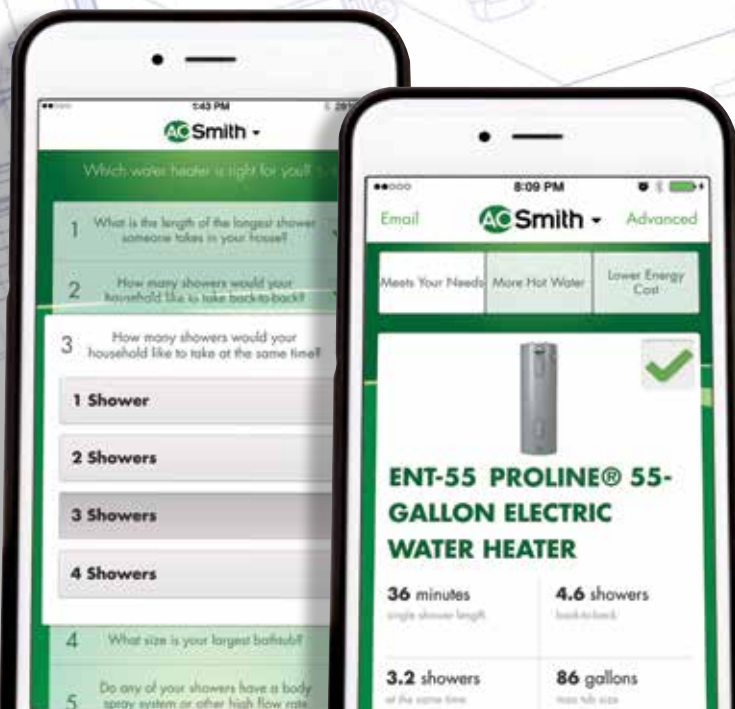 1:43 PM
AO Smith
Which water heater is right for you?
1 What is the length of the longest shower
someone takes in your house?
2 How many showers would your
household like to take back-to-back?
3 How many showers would your
household like to take at the same time?
1 Shower
2 Showers
3 Showers
4 Showers
4 What size is your largest bathtub?
5 Do any of your showers have a body
spray system or other high flow rate
8:09 PM
Email AO Smith Advanced
Meets Your Needs More Hot Water Lower Energy
Cost
ENT-55 PROLINE® 55-
GALLON ELECTRIC
WATER HEATER
36 minutes
single shower length
4.6 showers
back-to-back
3.2 showers
at the same time
86 gallons
max tub size